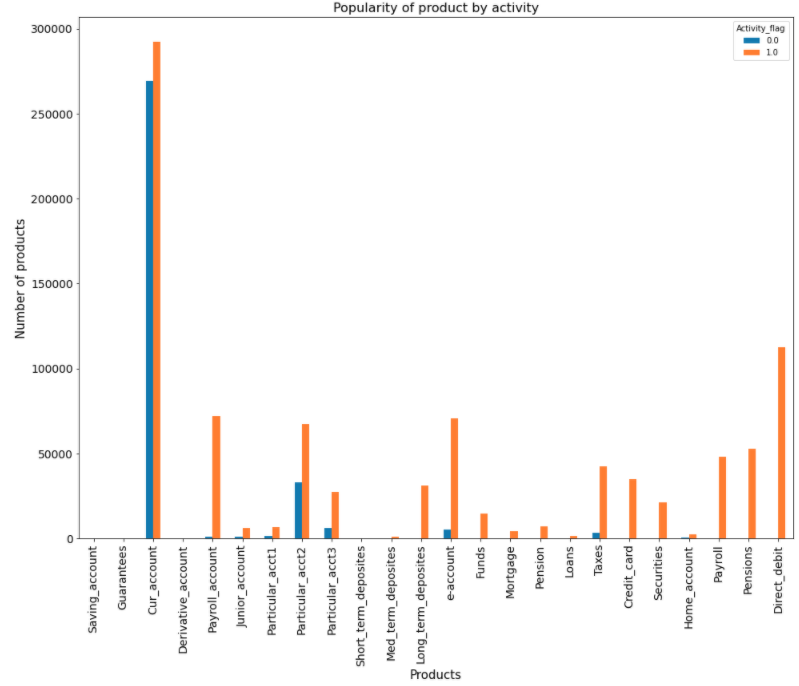 Popularity of product by activity
Activity_flag
0.0
1.0
300000
250000
200000
150000
100000
50000
0
Number of products
Saving_account
Guarantees
Cur_account
Derivative_account
Payroll_account
Junior_account
Particular_acct1
Particular_acct2
Particular_acct3
Short_term_deposites
Med_term_deposites
Long_term_deposites
e-account
Funds
Mortgage
Pension
Loans
Taxes
Credit_card
Securities
Home_account
Payroll
Pensions
Direct_debit
Products